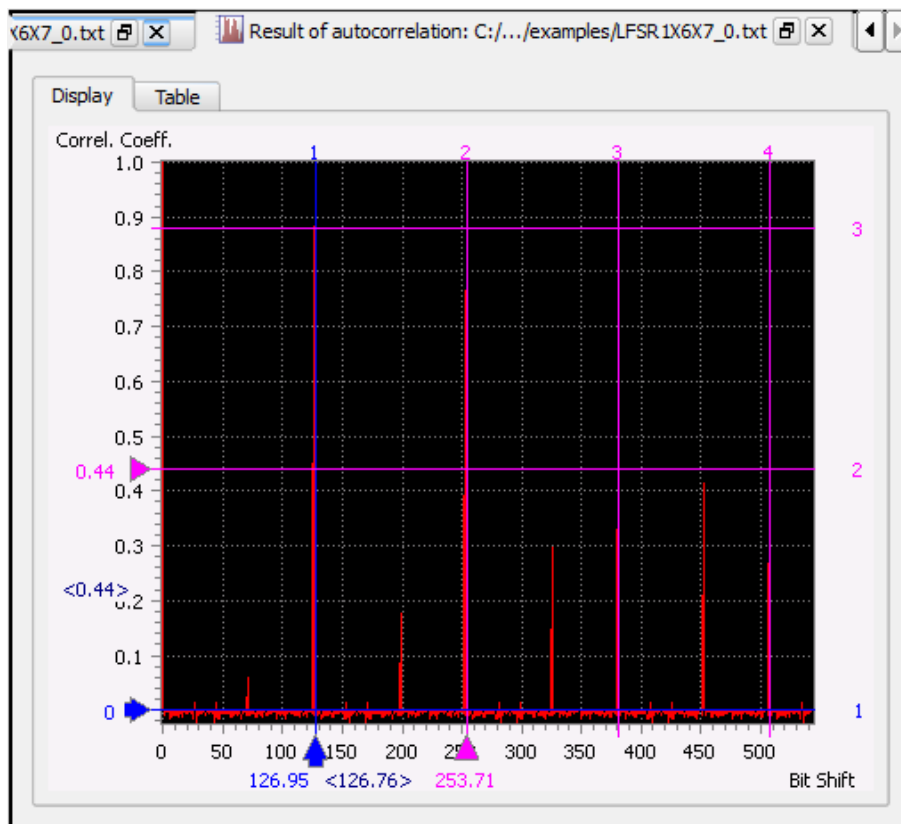 X6X7_0.txt Result of autocorrelation: C:/.../examples/LFSR1X6X7_0.txt
Display Table
Correl. Coeff.
1 2 3 4
1.0
0.9
3
0.8
0.7
0.6
0.5
0.44 2
0.4
0.3
<0.44>
0.2
0.1
0 1
0 50 100 150 200 250 300 350 400 450 500
126.95 <126.76> 253.71 Bit Shift